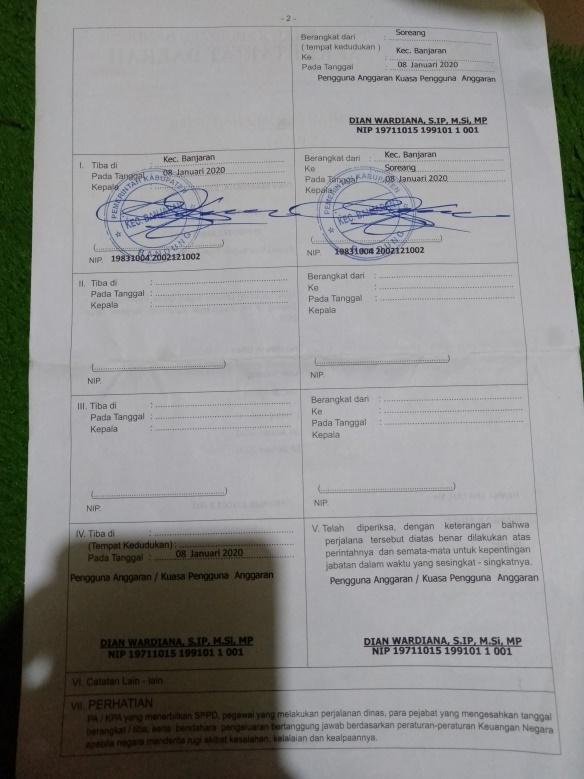 - 2 -
Berangkat dari : Soreang
( tempat kedudukan )
Ke : Kec. Banjaran
Pada Tanggal : 08 Januari 2020
Pengguna Anggaran Kuasa Pengguna Anggaran
DIAN WARDIANA, S.IP, M.Si, MP
NIP 19711015 199101 1 001
I. Tiba di : Kec. Banjaran
Pada Tanggal : 08 Januari 2020
Kepala
PEMERINTAH KABUPATEN
KEC. BANJARAN
BANDUNG
(........................................)
NIP. 19831004 2002121002
Berangkat dari : Kec. Banjaran
Ke : Soreang
Pada Tanggal : 08 Januari 2020
Kepala
PEMERINTAH KABUPATEN
KEC. BANJARAN
BANDUNG
(........................................)
NIP. 19831004 2002121002
II. Tiba di : ........................................
Pada Tanggal : ........................................
Kepala : ........................................
(........................................)
NIP.
Berangkat dari : ........................................
Ke : ........................................
Pada Tanggal : ........................................
Kepala
(........................................)
NIP.
III. Tiba di : ........................................
Pada Tanggal : ........................................
Kepala : ........................................
(........................................)
NIP.
Berangkat dari : ........................................
Ke : ........................................
Pada Tanggal : ........................................
Kepala
(........................................)
NIP.
IV. Tiba di : ........................................
(Tempat Kedudukan) : ........................................
Pada Tanggal : 08 Januari 2020
Pengguna Anggaran / Kuasa Pengguna Anggaran
DIAN WARDIANA, S.IP, M.Si, MP
NIP 19711015 199101 1 001
V. Telah diperiksa, dengan keterangan bahwa
perjalana tersebut diatas benar dilakukan atas
perintahnya dan semata-mata untuk kepentingan
jabatan dalam waktu yang sesingkat - singkatnya.
Pengguna Anggaran / Kuasa Pengguna Anggaran
DIAN WARDIANA, S.IP, M.Si, MP
NIP 19711015 199101 1 001
VI. Catatan Lain - lain
VII. PERHATIAN
PA / KPA yang menerbitkan SPPD, pegawai yang melakukan perjalanan dinas, para pejabat yang mengesahkan tanggal
berangkat / tiba, serta bendahara pengeluaran bertanggung jawab berdasarkan peraturan-peraturan Keuangan Negara
apabila negara menderita rugi akibat kesalahan, kelalaian dan kealpaannya.